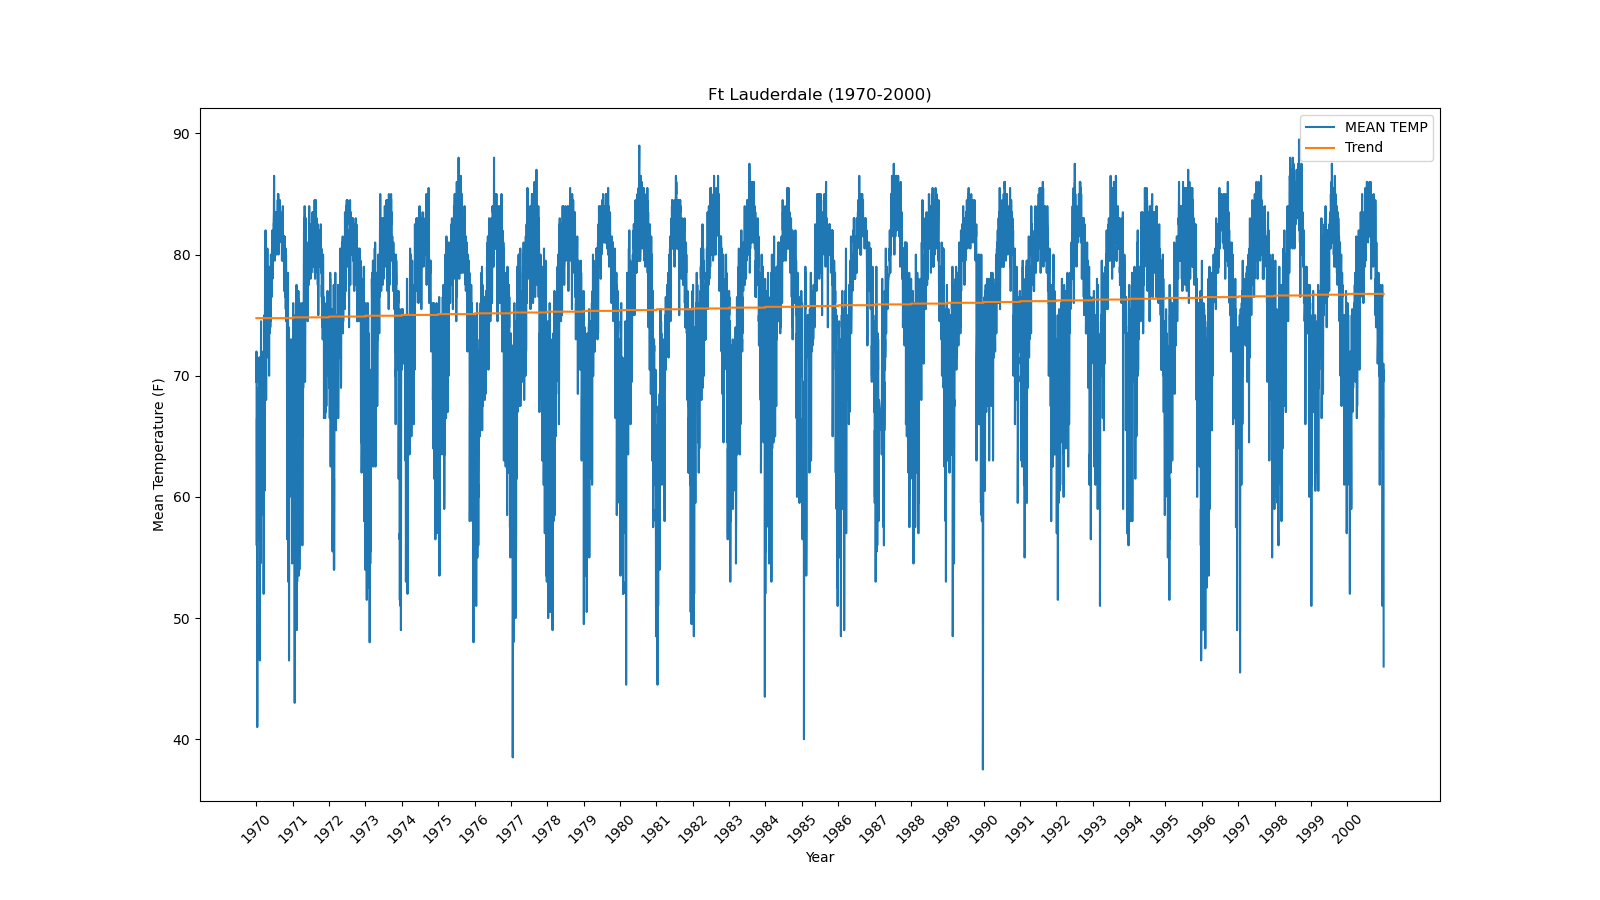 Ft Lauderdale (1970-2000)
MEAN TEMP
Trend
90
80
70
60
50
40
Mean Temperature (F)
1970 1971 1972 1973 1974 1975 1976 1977 1978 1979 1980 1981 1982 1983 1984 1985 1986 1987 1988 1989 1990 1991 1992 1993 1994 1995 1996 1997 1998 1999 2000
Year